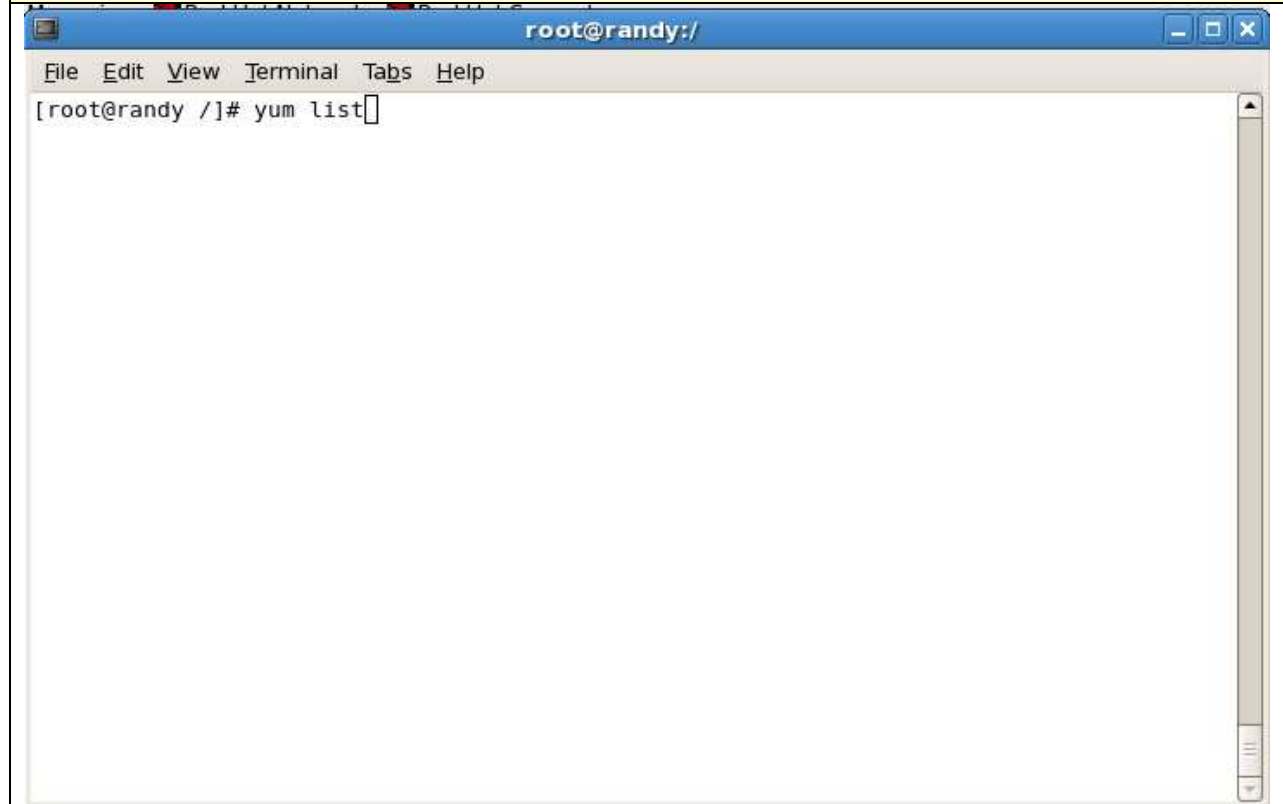 root@randy:/
File Edit View Terminal Tabs Help
[root@randy /]# yum list